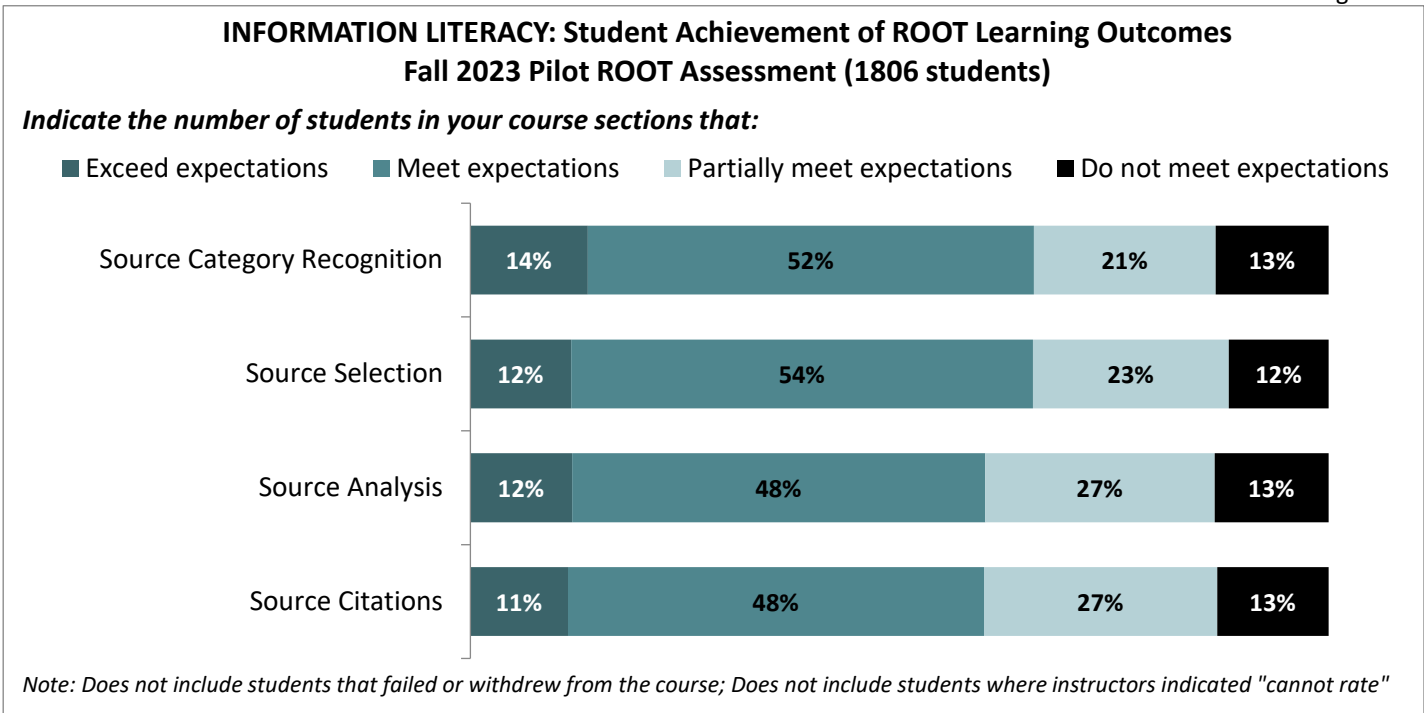 INFORMATION LITERACY: Student Achievement of ROOT Learning Outcomes
Fall 2023 Pilot ROOT Assessment (1806 students)
Indicate the number of students in your course sections that:
Exceed expectations Meet expectations Partially meet expectations Do not meet expectations
Source Category Recognition 14% 52% 21% 13%
Source Selection 12% 54% 23% 12%
Source Analysis 12% 48% 27% 13%
Source Citations 11% 48% 27% 13%
Note: Does not include students that failed or withdrew from the course; Does not include students where instructors indicated "cannot rate"